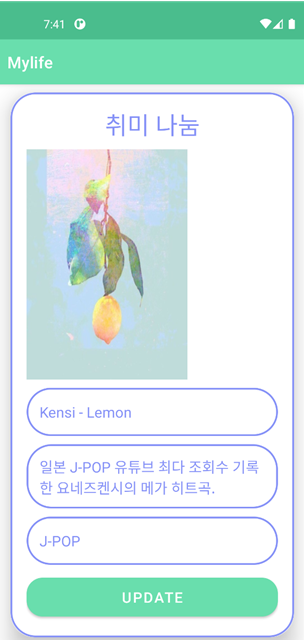 7:41
Mylife
취미 나눔
Kensi - Lemon
일본 J-POP 유튜브 최다 조회수 기록
한 요네즈켄시의 메가 히트곡.
J-POP
UPDATE